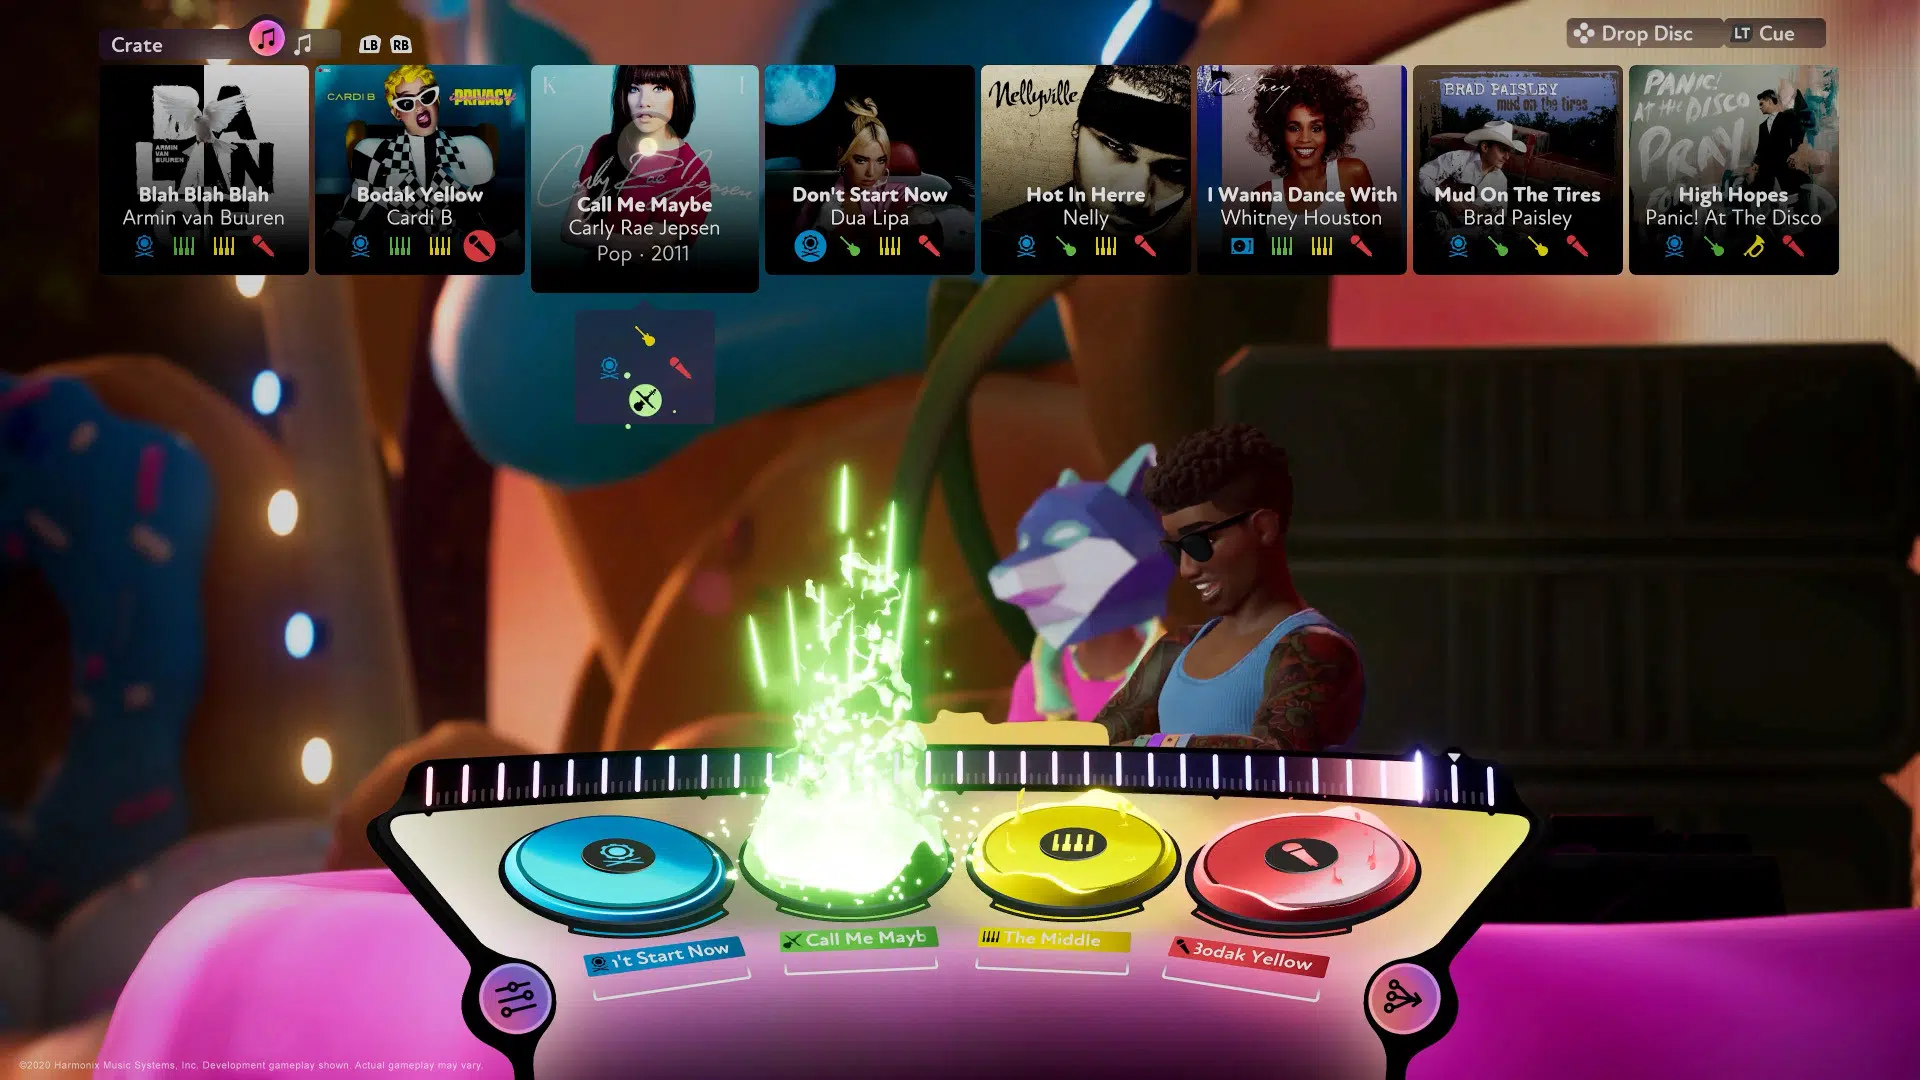 Crate
LB RB
Drop Disc
LT Cue
BA
LAN
ARMIN
VAN
BUUREN
Blah Blah Blah
Armin van Buuren
CARDI B
PRIVACY
Bodak Yellow
Cardi B
K I
Carly Rae Jepsen
Call Me Maybe
Carly Rae Jepsen
Pop · 2011
Don't Start Now
Dua Lipa
Nellyville
Hot In Herre
Nelly
Whitney
I Wanna Dance With
Whitney Houston
BRAD PAISLEY
mud on the tires
Mud On The Tires
Brad Paisley
PANIC!
AT THE DISCO
PRAY
FOR
High Hopes
Panic! At The Disco
't Start Now
Call Me Mayb
The Middle
Bodak Yellow
©2020 Harmonix Music Systems, Inc. Development gameplay shown. Actual gameplay may vary.